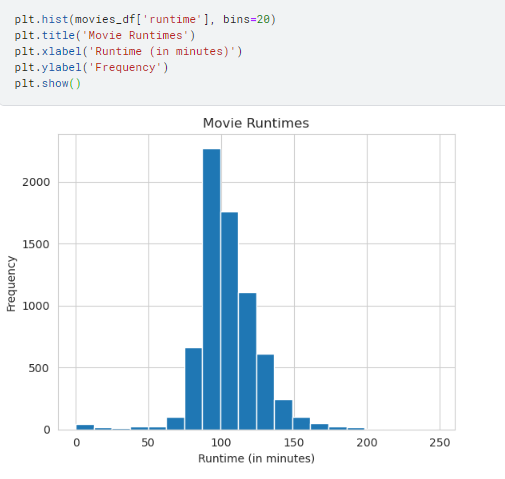 plt.hist(movies_df['runtime'], bins=20)
plt.title('Movie Runtimes')
plt.xlabel('Runtime (in minutes)')
plt.ylabel('Frequency')
plt.show()
Movie Runtimes
Frequency
2000
1500
1000
500
0
0 50 100 150 200 250
Runtime (in minutes)